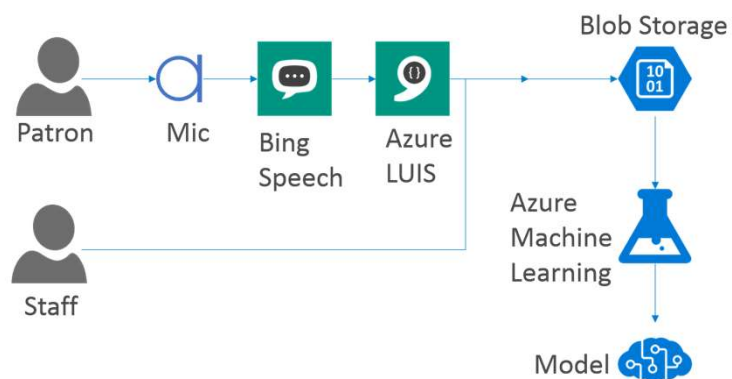 Blob Storage
10
01
Patron
Mic
Bing
Speech
Azure
LUIS
{}
Azure
Machine
Learning
Staff
Model